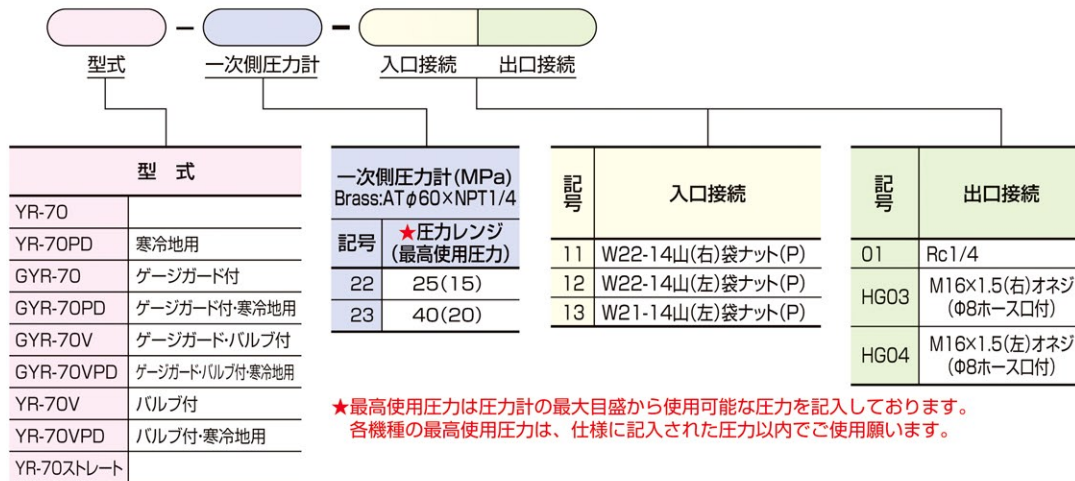 型式 一次側圧力計 入口接続 出口接続
型 式
YR-70
YR-70PD 寒冷地用
GYR-70 ゲージガード付
GYR-70PD ゲージガード付・寒冷地用
GYR-70V ゲージガード・バルブ付
GYR-70VPD ゲージガード・バルブ付・寒冷地用
YR-70V バルブ付
YR-70VPD バルブ付・寒冷地用
YR-70ストレート
一次側圧力計(MPa)
Brass:ATφ60×NPT1/4
記号 ★圧力レンジ
(最高使用圧力)
22 25(15)
23 40(20)
記号 入口接続
11 W22-14山(右)袋ナット(P)
12 W22-14山(左)袋ナット(P)
13 W21-14山(左)袋ナット(P)
記号 出口接続
01 Rc1/4
HG03 M16×1.5(右)オネジ
(Φ8ホース口付)
HG04 M16×1.5(左)オネジ
(Φ8ホース口付)
★最高使用圧力は圧力計の最大目盛から使用可能な圧力を記入しております。
各機種の最高使用圧力は、仕様に記入された圧力以内でご使用願います。